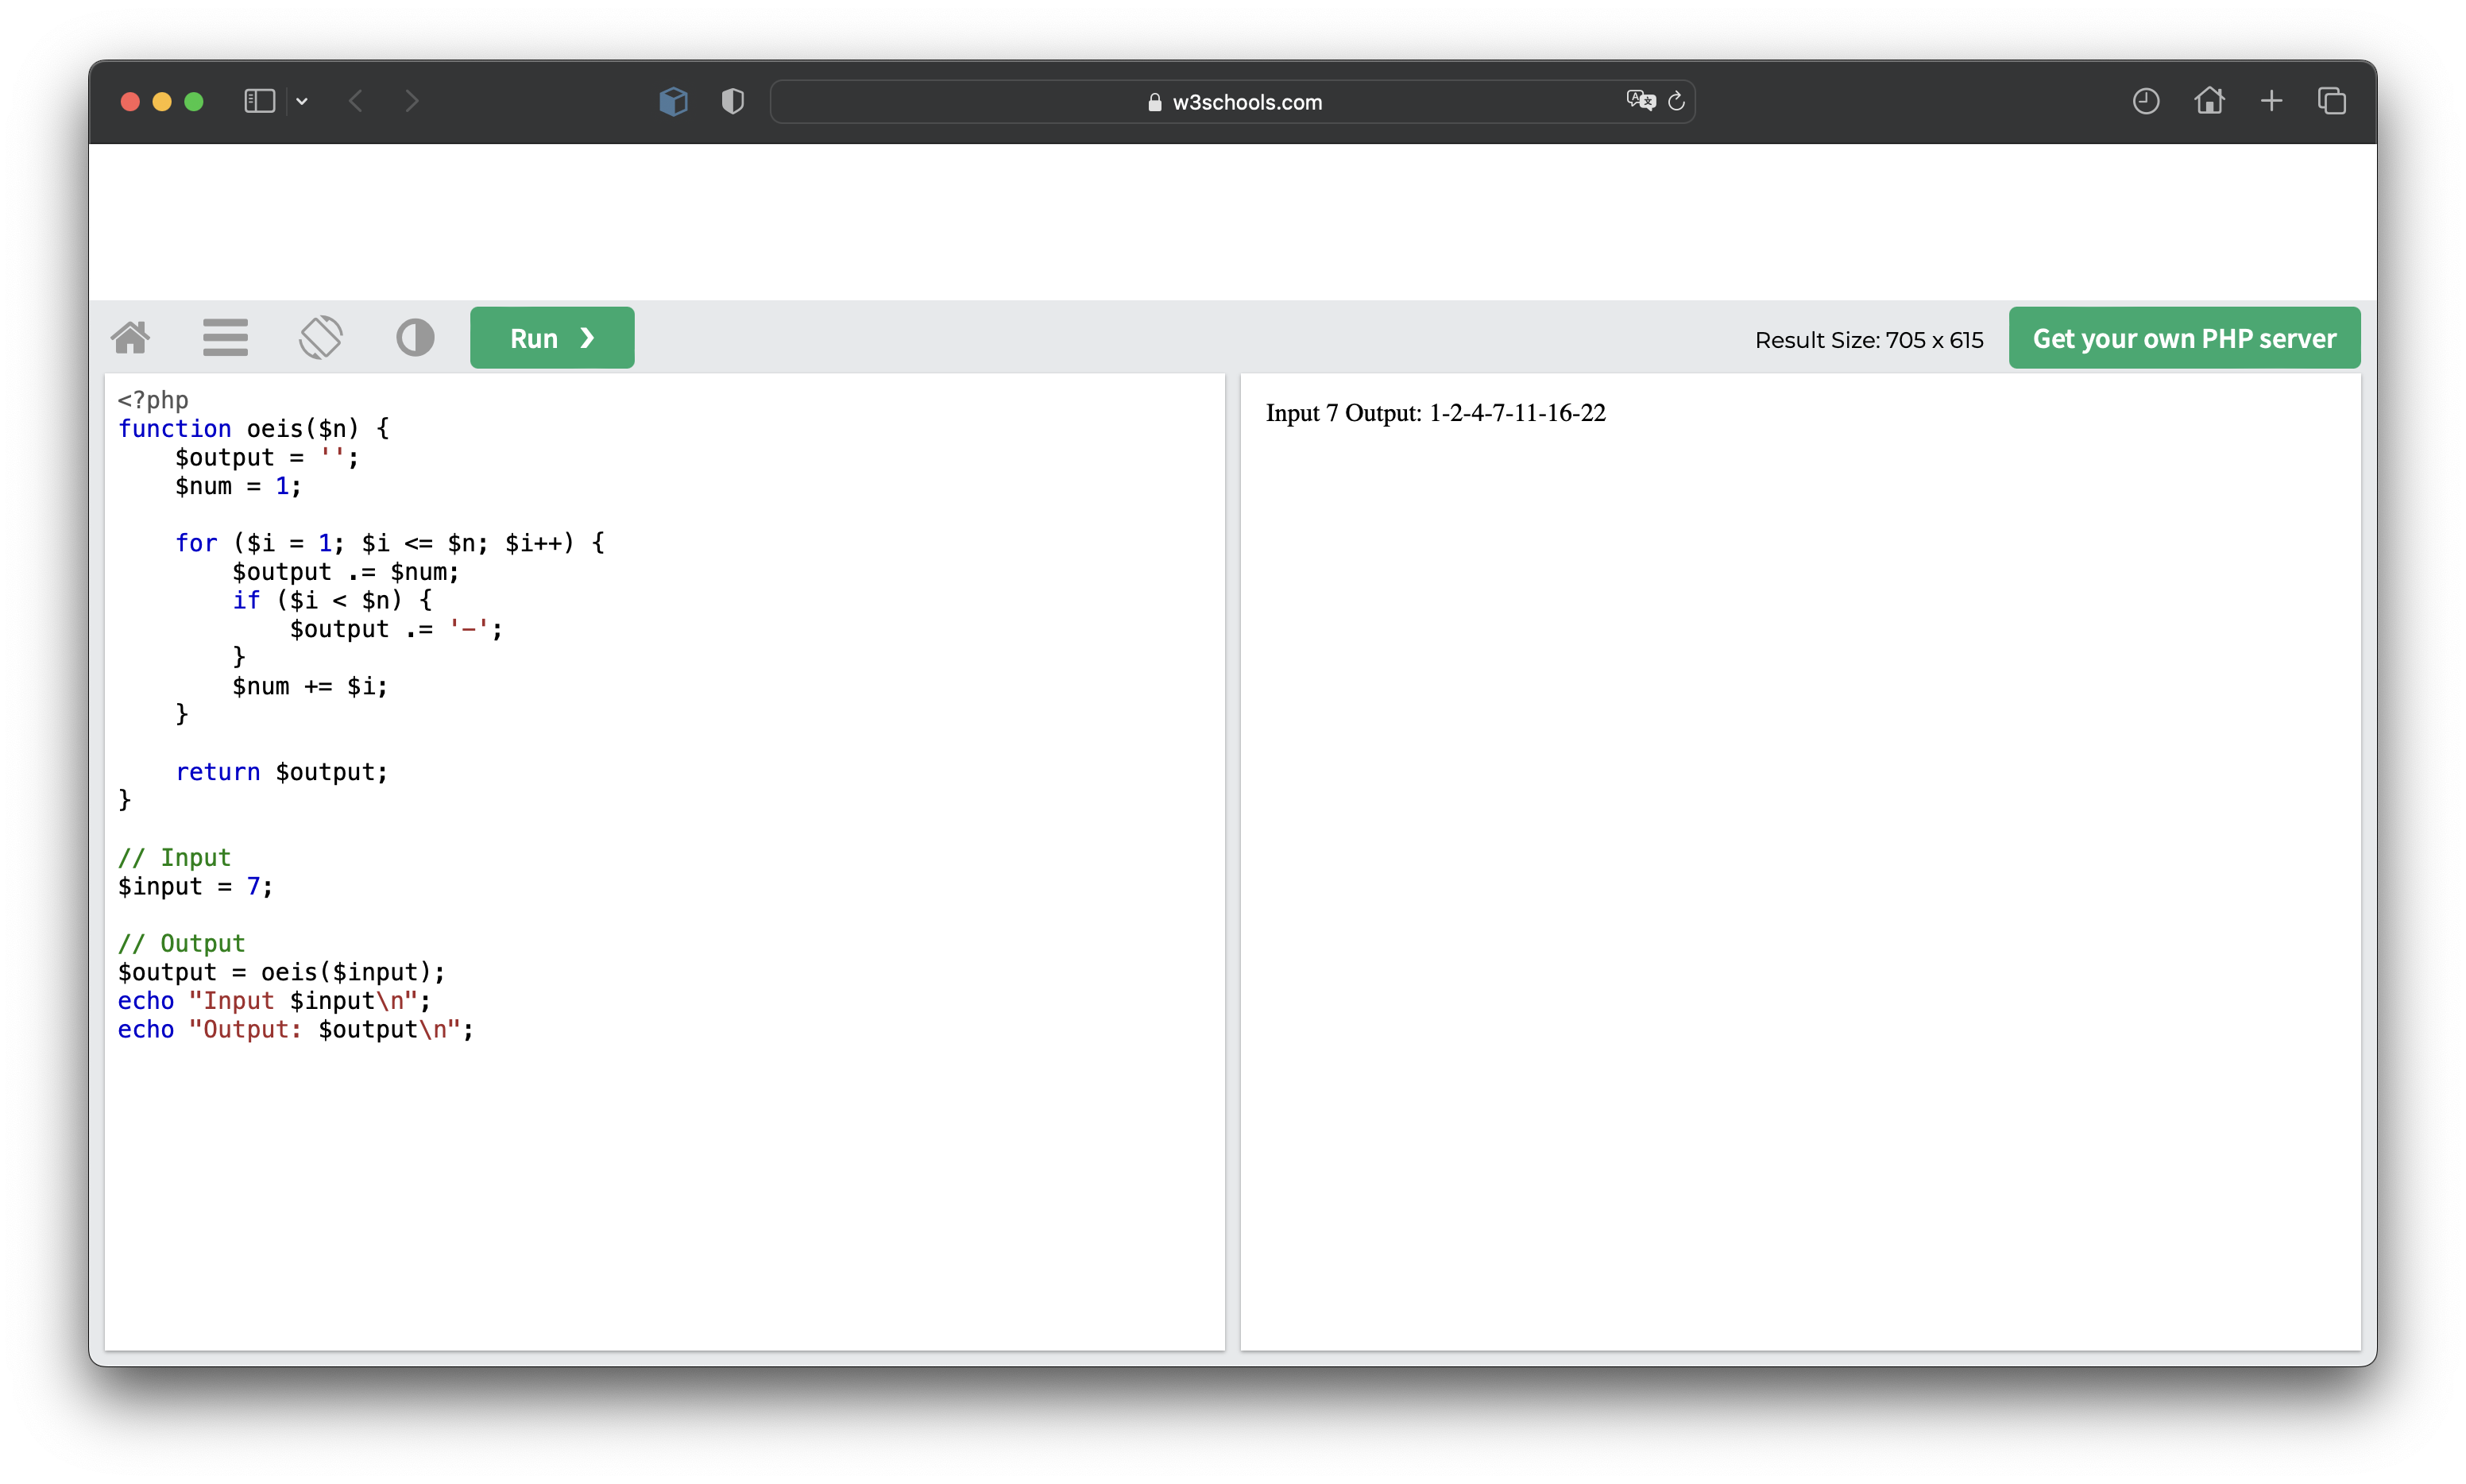 w3schools.com
Run ❯
Result Size: 705 x 615
Get your own PHP server
<?php
function oeis($n) {
    $output = '';
    $num = 1;

    for ($i = 1; $i <= $n; $i++) {
        $output .= $num;
        if ($i < $n) {
            $output .= '-';
        }
        $num += $i;
    }

    return $output;
}

// Input
$input = 7;

// Output
$output = oeis($input);
echo "Input $input\n";
echo "Output: $output\n";
Input 7 Output: 1-2-4-7-11-16-22